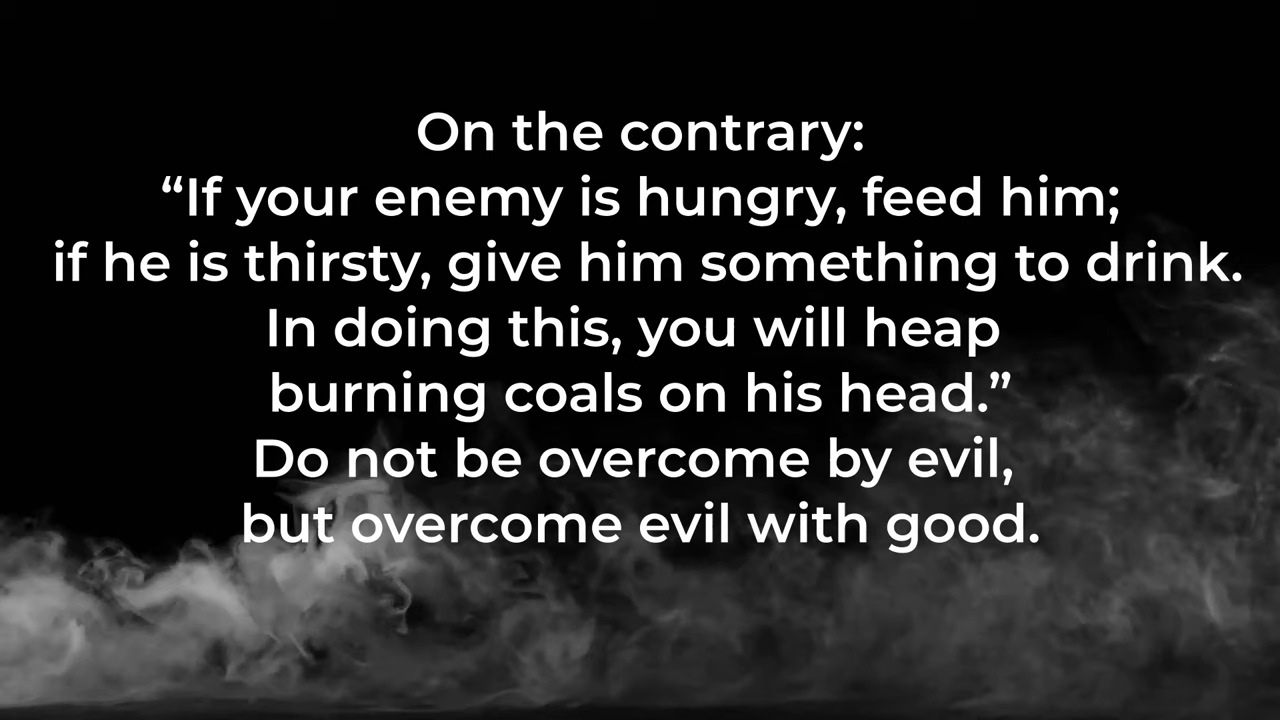 On the contrary:
“If your enemy is hungry, feed him;
if he is thirsty, give him something to drink.
In doing this, you will heap
burning coals on his head.”
Do not be overcome by evil,
but overcome evil with good.